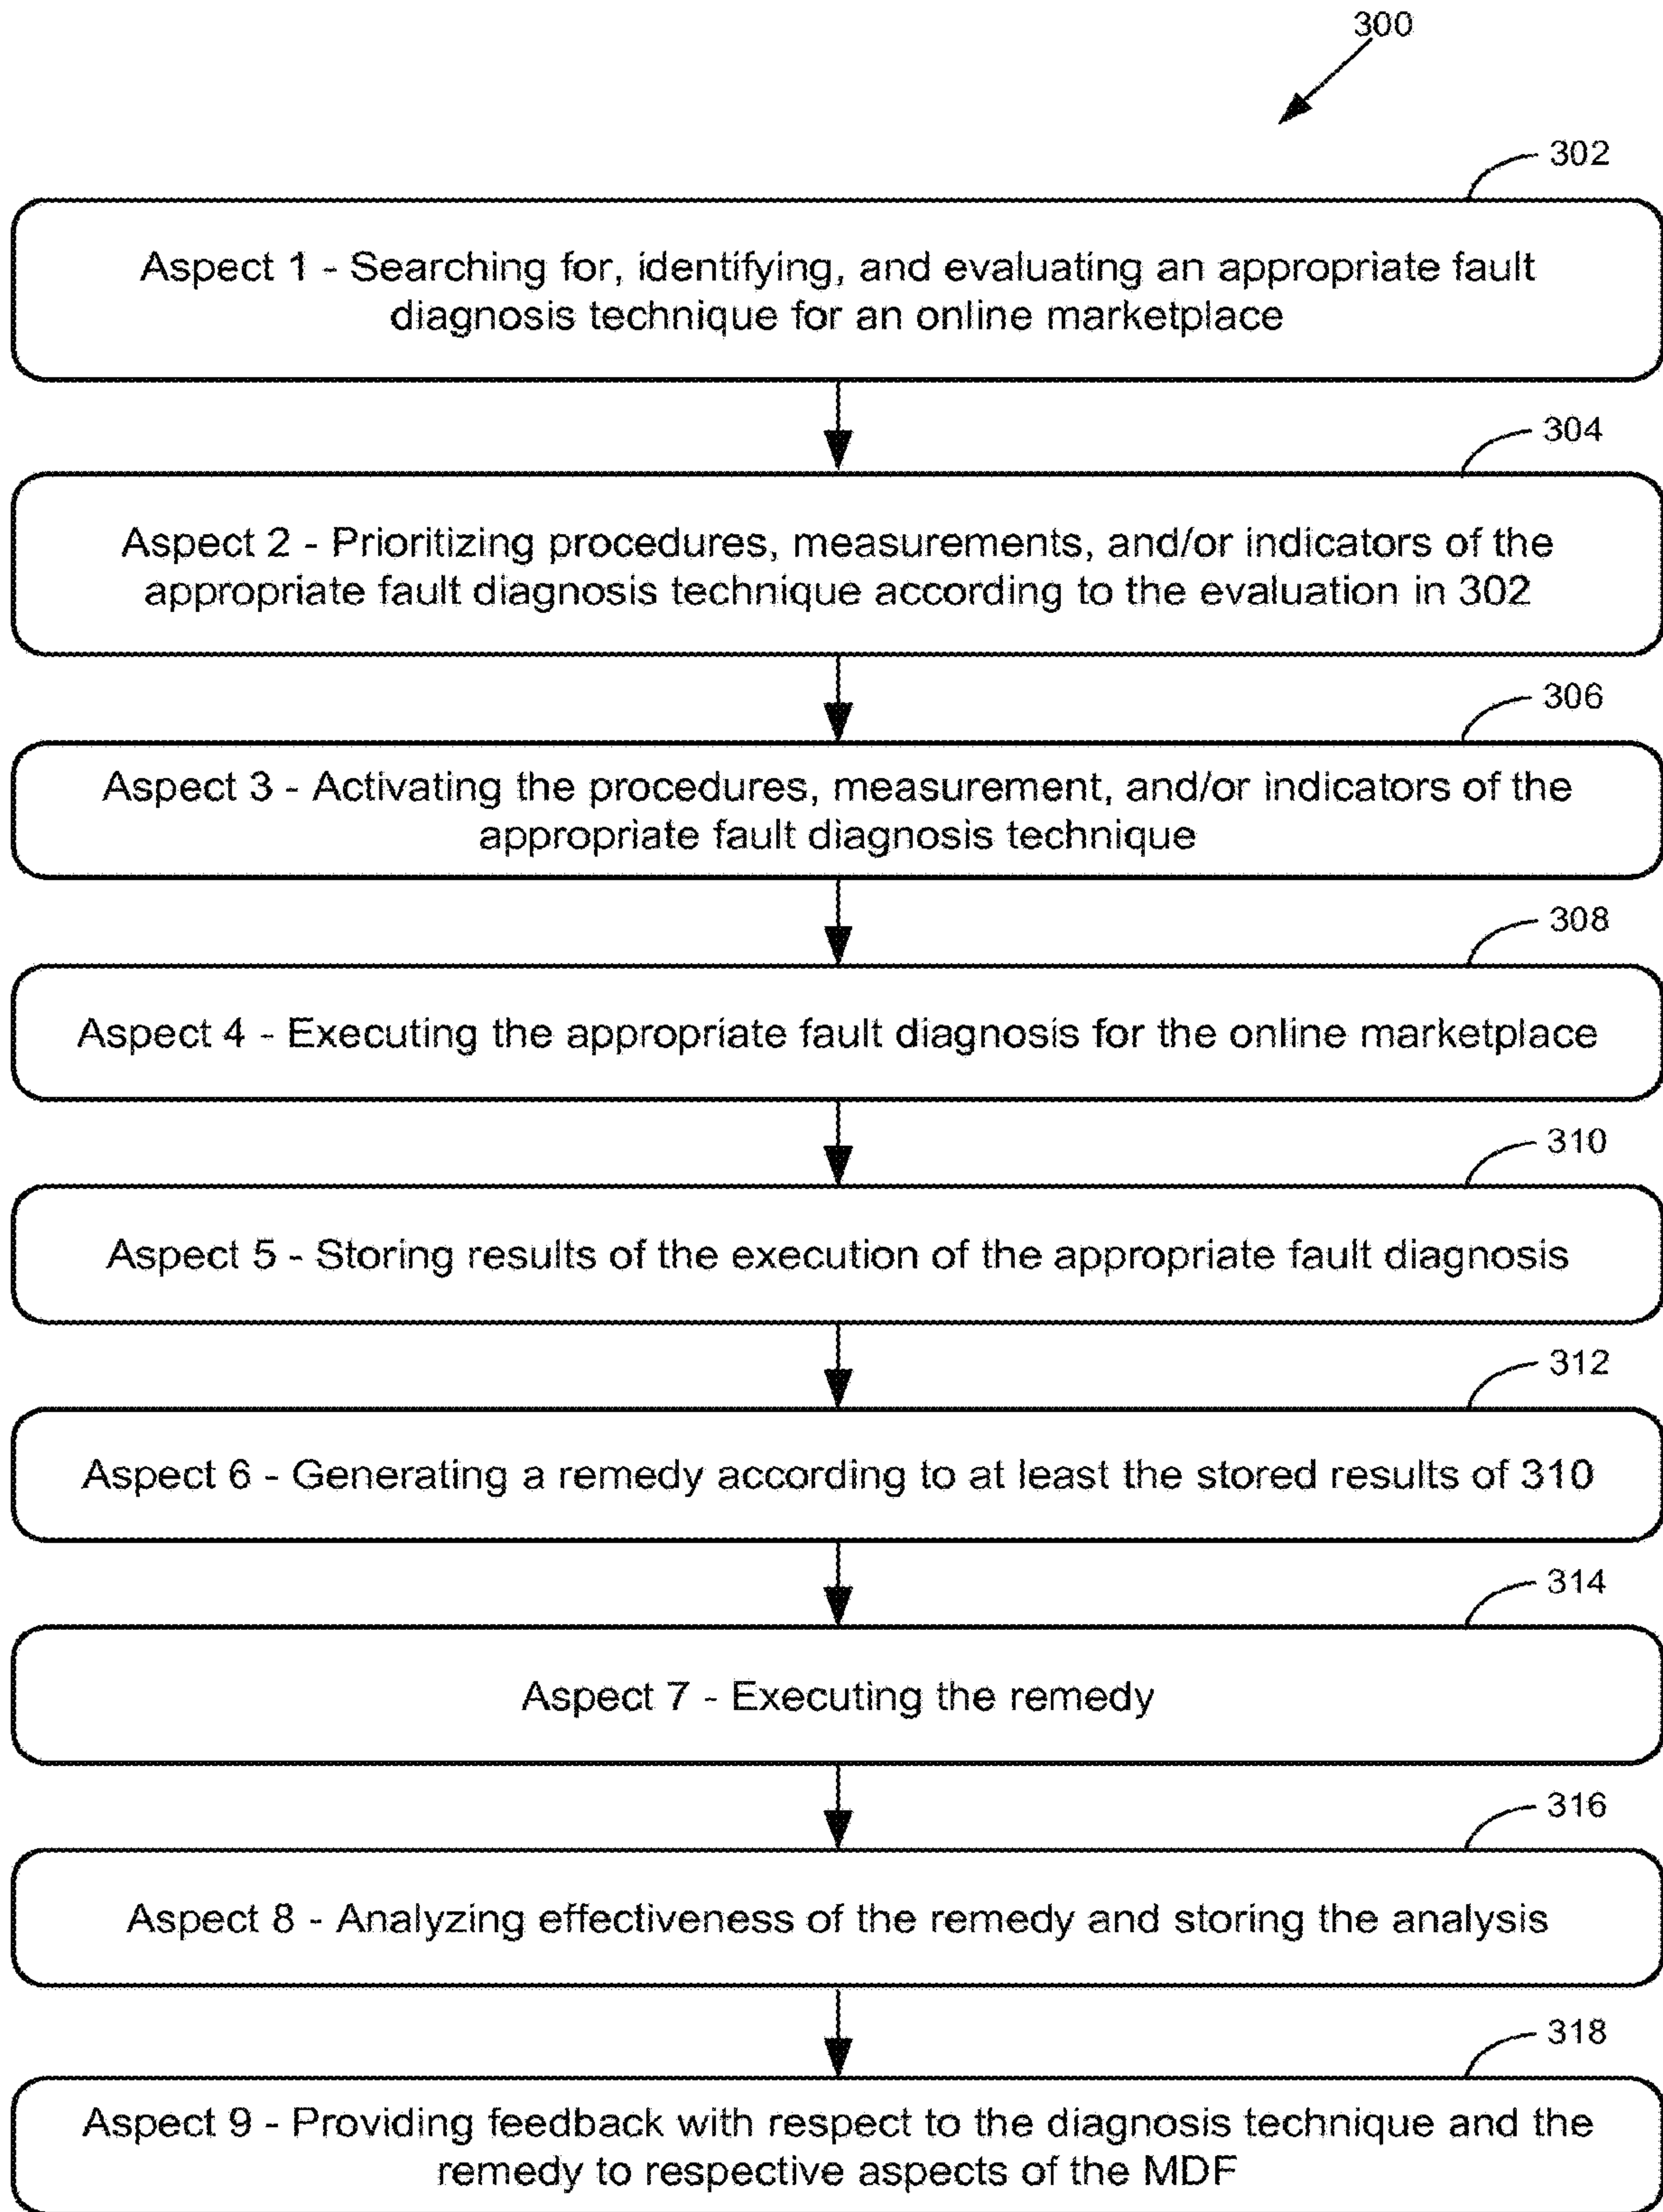 300
302
Aspect 1 - Searching for, identifying, and evaluating an appropriate fault
diagnosis technique for an online marketplace
304
Aspect 2 - Prioritizing procedures, measurements, and/or indicators of the
appropriate fault diagnosis technique according to the evaluation in 302
306
Aspect 3 - Activating the procedures, measurement, and/or indicators of the
appropriate fault diagnosis technique
308
Aspect 4 - Executing the appropriate fault diagnosis for the online marketplace
310
Aspect 5 - Storing results of the execution of the appropriate fault diagnosis
312
Aspect 6 - Generating a remedy according to at least the stored results of 310
314
Aspect 7 - Executing the remedy
316
Aspect 8 - Analyzing effectiveness of the remedy and storing the analysis
318
Aspect 9 - Providing feedback with respect to the diagnosis technique and the
remedy to respective aspects of the MDF